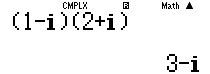 CMPLX R Math ▲
(1-i)(2+i)
3-i